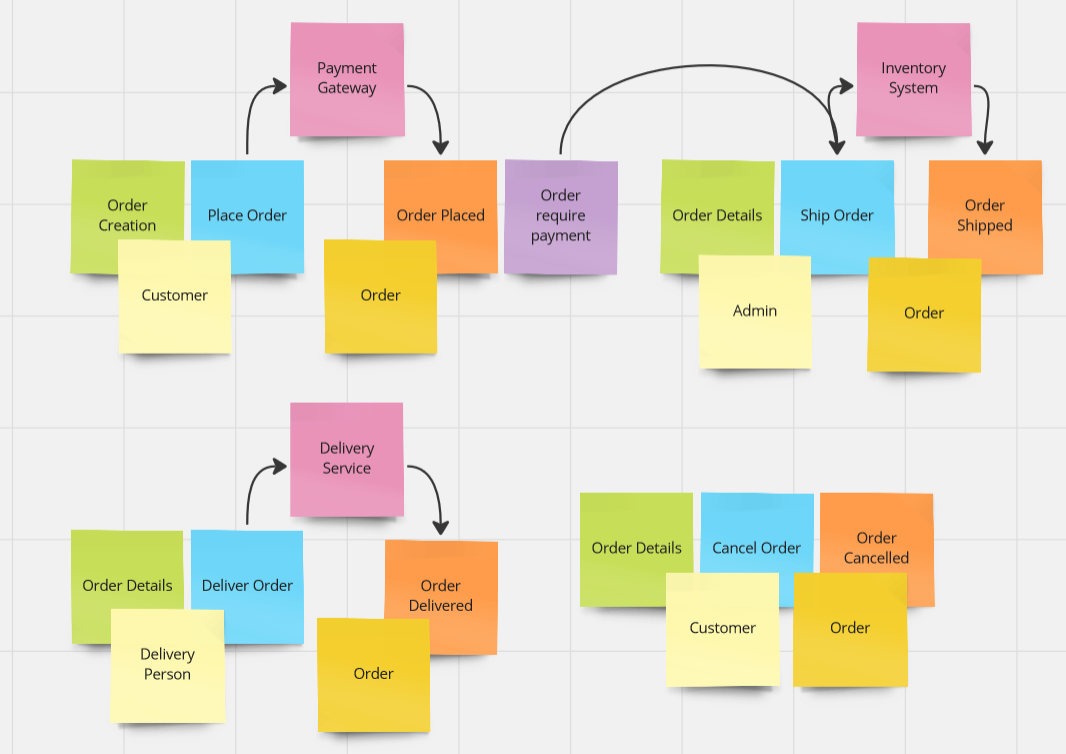 Payment
Gateway
Inventory
System
Order
Creation
Place Order
Order Placed
Order
require
payment
Order Details
Ship Order
Order
Shipped
Customer
Order
Admin
Order
Delivery
Service
Order Details
Deliver Order
Order
Delivered
Delivery
Person
Order
Order Details
Cancel Order
Order
Cancelled
Customer
Order